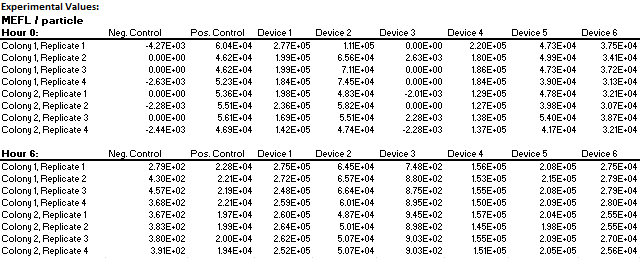 Experimental Values:
MEFL / particle
Hour 0: Neg. Control Pos. Control Device 1 Device 2 Device 3 Device 4 Device 5 Device 6
Colony 1, Replicate 1 -4.27E+03 6.04E+04 2.77E+05 1.11E+05 0.00E+00 2.20E+05 4.73E+04 3.75E+04
Colony 1, Replicate 2 0.00E+00 4.62E+04 1.99E+05 6.56E+04 2.63E+03 1.80E+05 4.99E+04 3.41E+04
Colony 1, Replicate 3 0.00E+00 4.62E+04 1.99E+05 7.11E+04 0.00E+00 1.86E+05 4.73E+04 3.72E+04
Colony 1, Replicate 4 -2.63E+03 5.23E+04 1.84E+05 7.45E+04 0.00E+00 1.84E+05 3.90E+04 3.13E+04
Colony 2, Replicate 1 0.00E+00 5.36E+04 1.98E+05 4.83E+04 -2.01E+03 1.29E+05 4.78E+04 3.21E+04
Colony 2, Replicate 2 -2.28E+03 5.51E+04 2.36E+05 5.82E+04 0.00E+00 1.27E+05 3.98E+04 3.07E+04
Colony 2, Replicate 3 0.00E+00 5.61E+04 1.69E+05 5.51E+04 2.28E+03 1.38E+05 5.40E+04 3.87E+04
Colony 2, Replicate 4 -2.44E+03 4.69E+04 1.42E+05 4.74E+04 -2.28E+03 1.37E+05 4.17E+04 3.21E+04
Hour 6: Neg. Control Pos. Control Device 1 Device 2 Device 3 Device 4 Device 5 Device 6
Colony 1, Replicate 1 2.79E+02 2.28E+04 2.75E+05 6.45E+04 7.48E+02 1.56E+05 2.08E+05 2.75E+04
Colony 1, Replicate 2 4.30E+02 2.21E+04 2.72E+05 6.57E+04 8.80E+02 1.53E+05 2.15E+05 2.79E+04
Colony 1, Replicate 3 4.57E+02 2.19E+04 2.48E+05 6.64E+04 8.75E+02 1.55E+05 2.08E+05 2.79E+04
Colony 1, Replicate 4 3.68E+02 2.21E+04 2.59E+05 6.01E+04 8.95E+02 1.50E+05 2.09E+05 2.80E+04
Colony 2, Replicate 1 3.67E+02 1.97E+04 2.60E+05 4.87E+04 9.45E+02 1.57E+05 2.04E+05 2.55E+04
Colony 2, Replicate 2 3.83E+02 1.99E+04 2.64E+05 5.01E+04 8.98E+02 1.45E+05 1.98E+05 2.55E+04
Colony 2, Replicate 3 3.80E+02 2.00E+04 2.62E+05 5.07E+04 9.03E+02 1.55E+05 2.09E+05 2.70E+04
Colony 2, Replicate 4 3.91E+02 1.94E+04 2.52E+05 5.07E+04 9.03E+02 1.51E+05 2.05E+05 2.56E+04